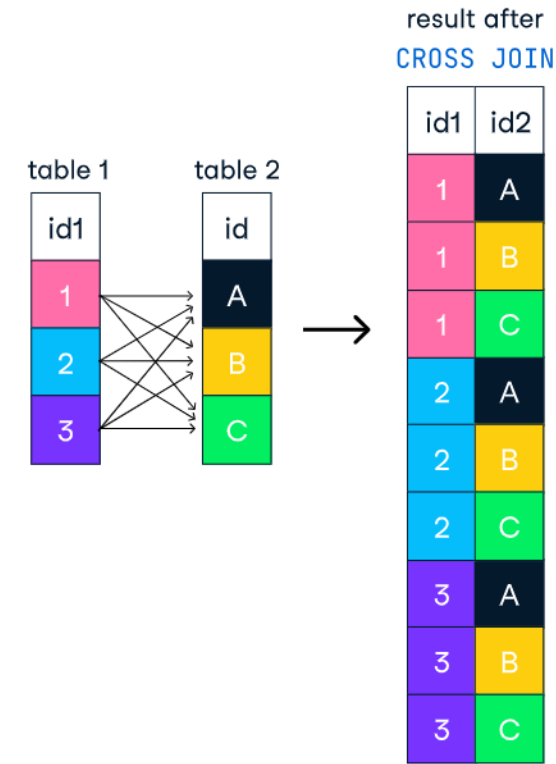 result after
CROSS JOIN
table 1
id1
1
2
3
table 2
id
A
B
C
id1 id2
1 A
1 B
1 C
2 A
2 B
2 C
3 A
3 B
3 C